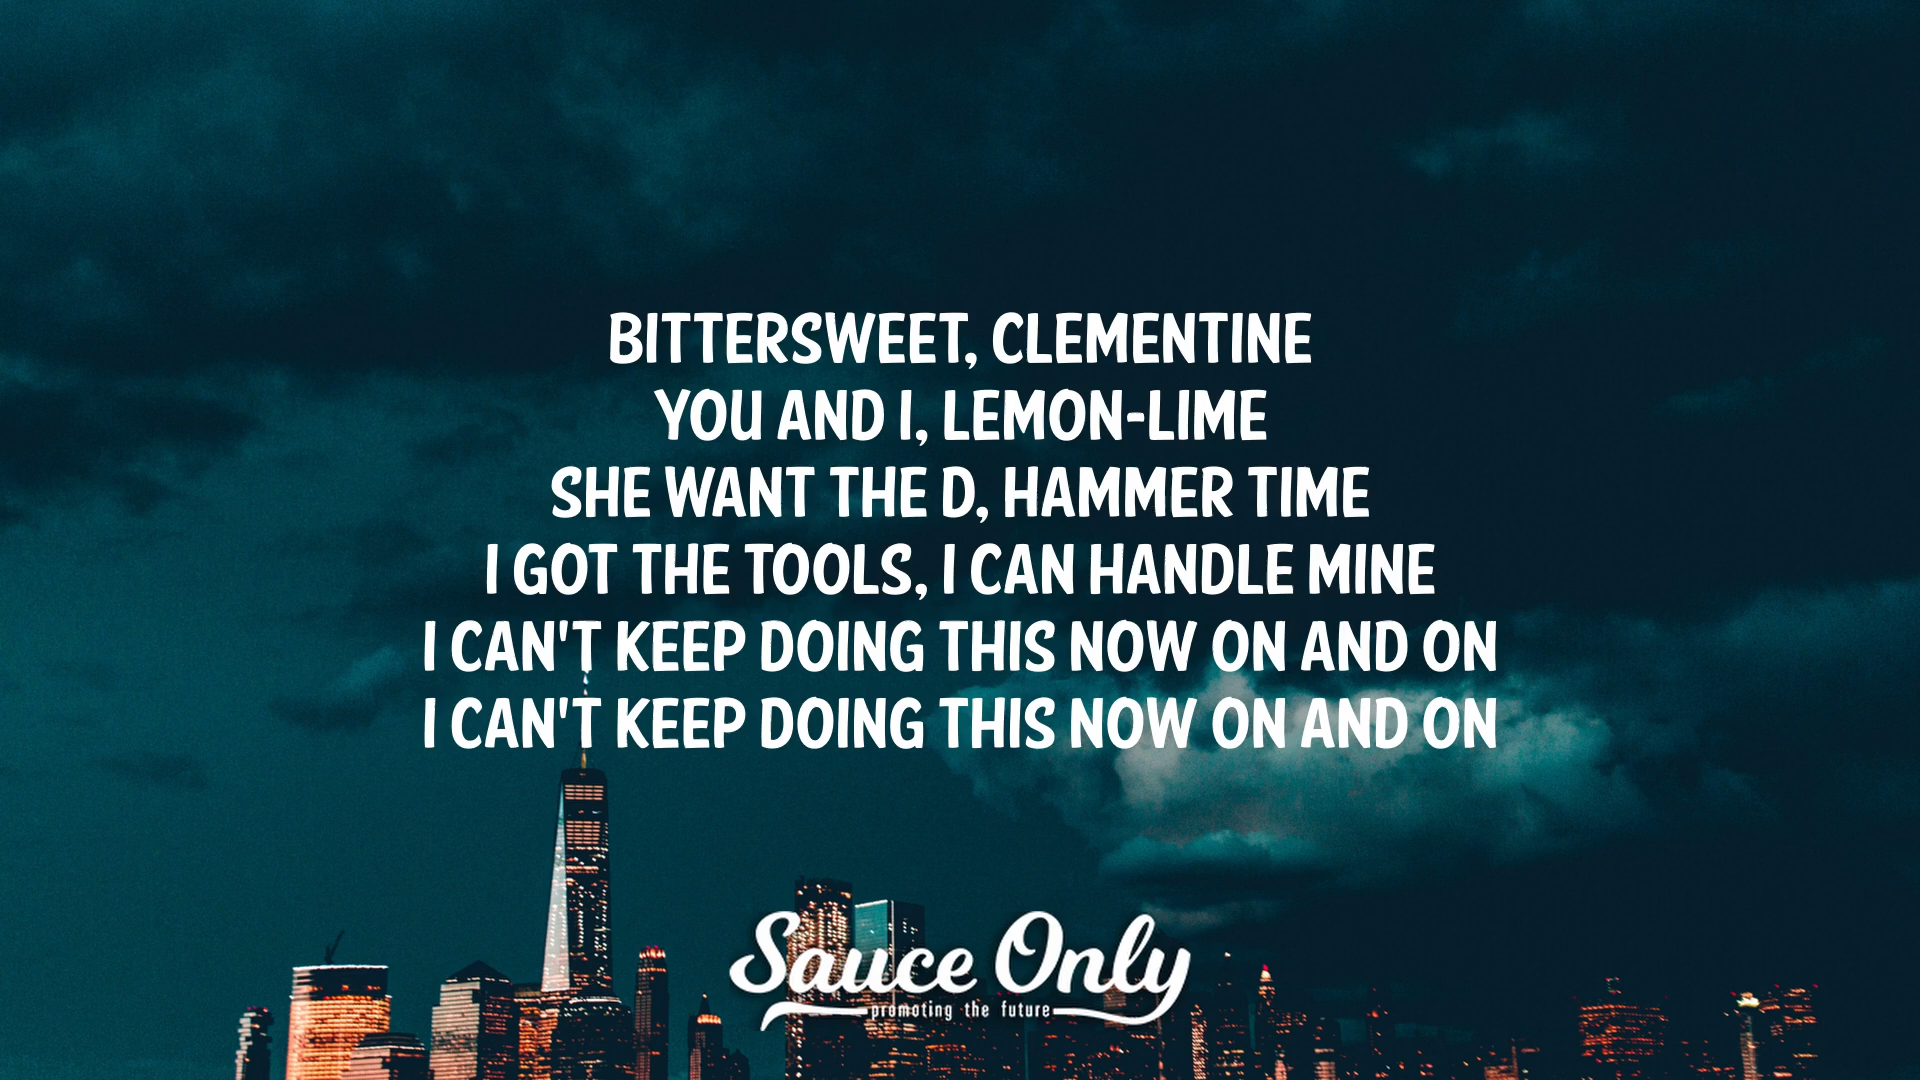 BITTERSWEET, CLEMENTINE
YOU AND I, LEMON-LIME
SHE WANT THE D, HAMMER TIME
I GOT THE TOOLS, I CAN HANDLE MINE
I CAN'T KEEP DOING THIS NOW ON AND ON
I CAN'T KEEP DOING THIS NOW ON AND ON
Sauce Only
promoting the future